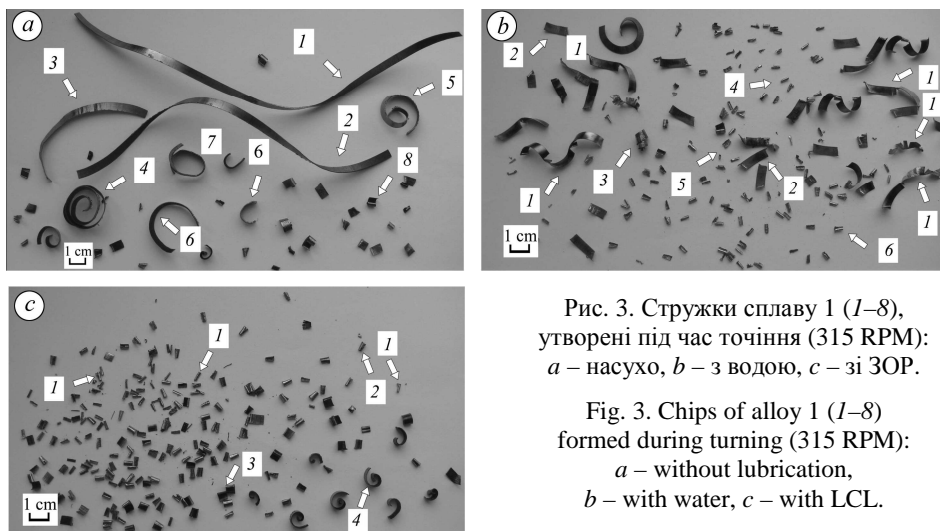 a
1
3
5
2
7
6
8
4
6
1 cm
b
2
1
4
1
1
3
5
2
1
1
6
1 cm
c
1
1
1
2
3
4
1 cm
Рис. 3. Стружки сплаву 1 (1–8),
утворені під час точіння (315 RPM):
a – насухо, b – з водою, c – зі ЗОР.
Fig. 3. Chips of alloy 1 (1–8)
formed during turning (315 RPM):
a – without lubrication,
b – with water, c – with LCL.